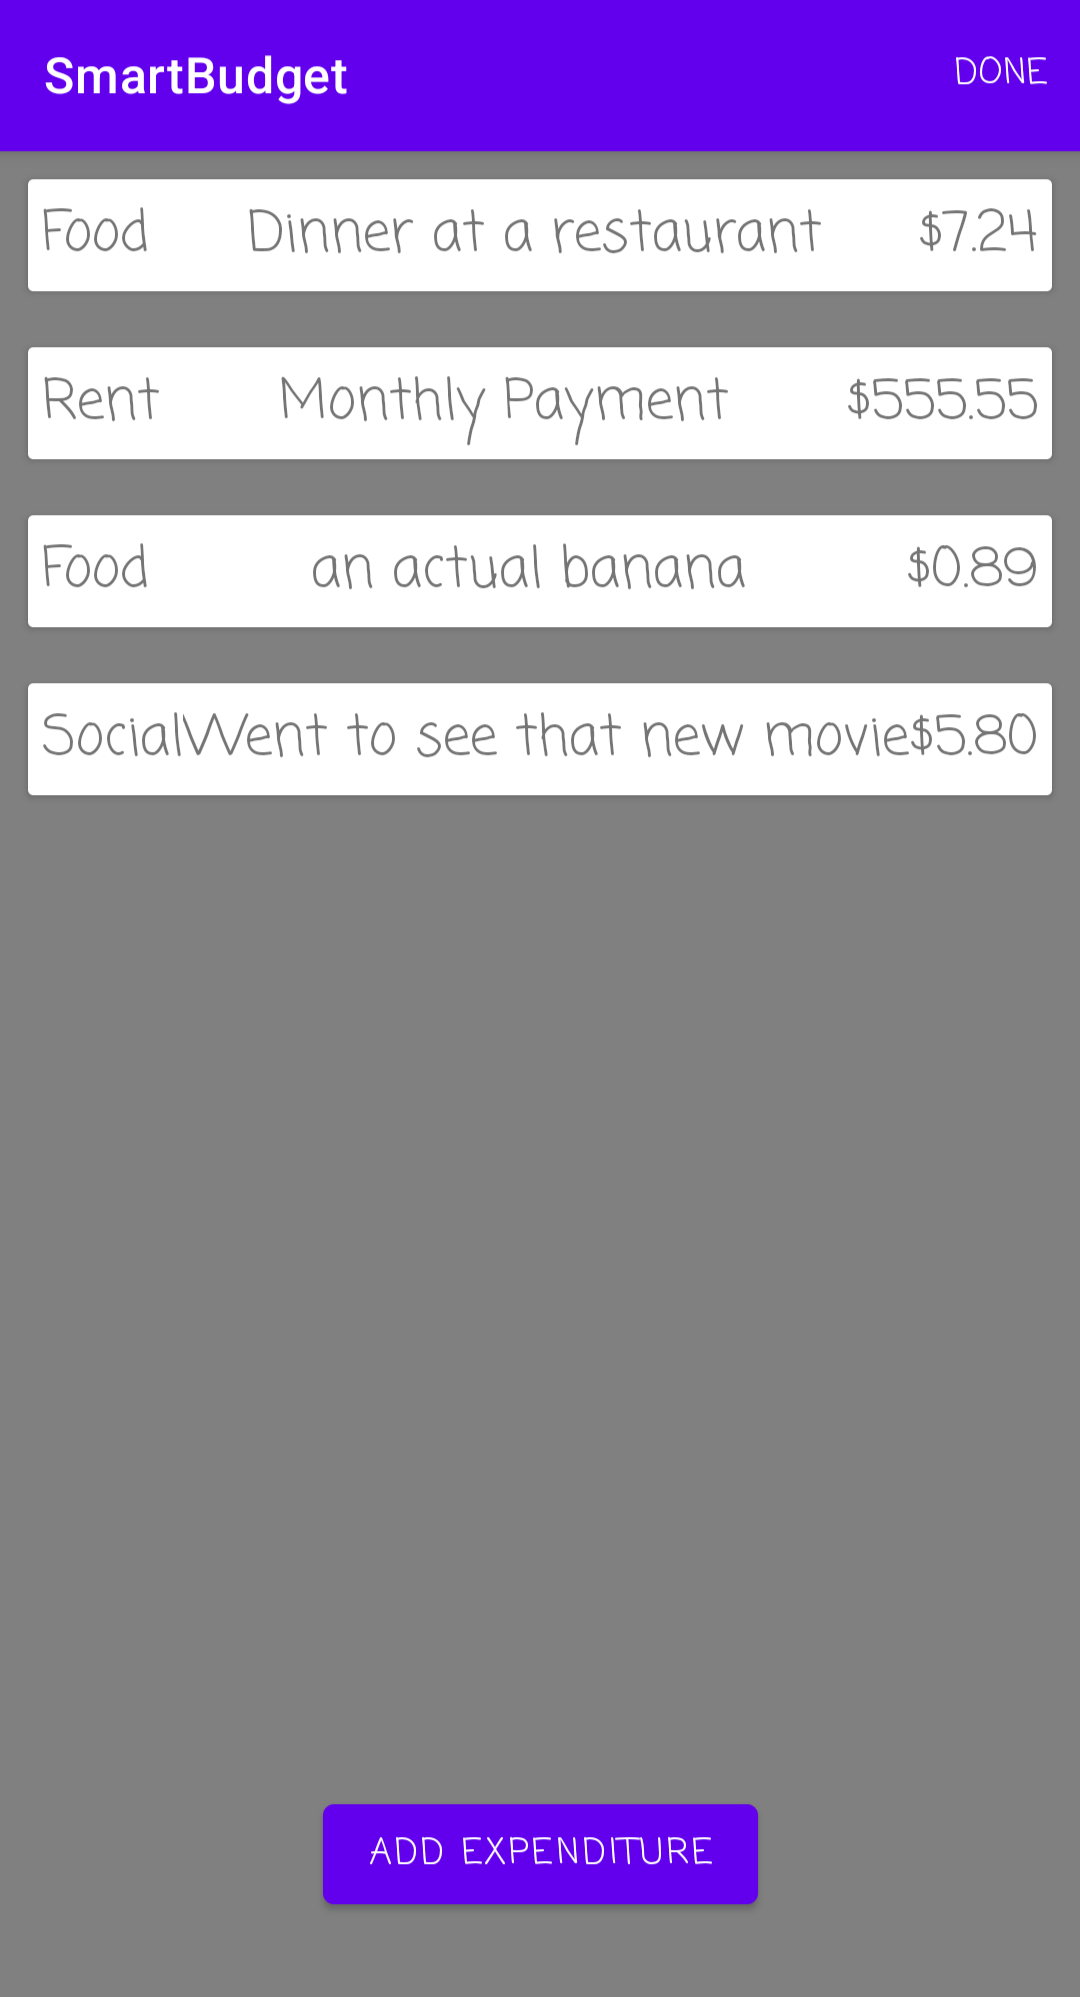 SmartBudget DONE
Food Dinner at a restaurant $7.24
Rent Monthly Payment $555.55
Food an actual banana $0.89
SocialWent to see that new movie$5.80
ADD EXPENDITURE